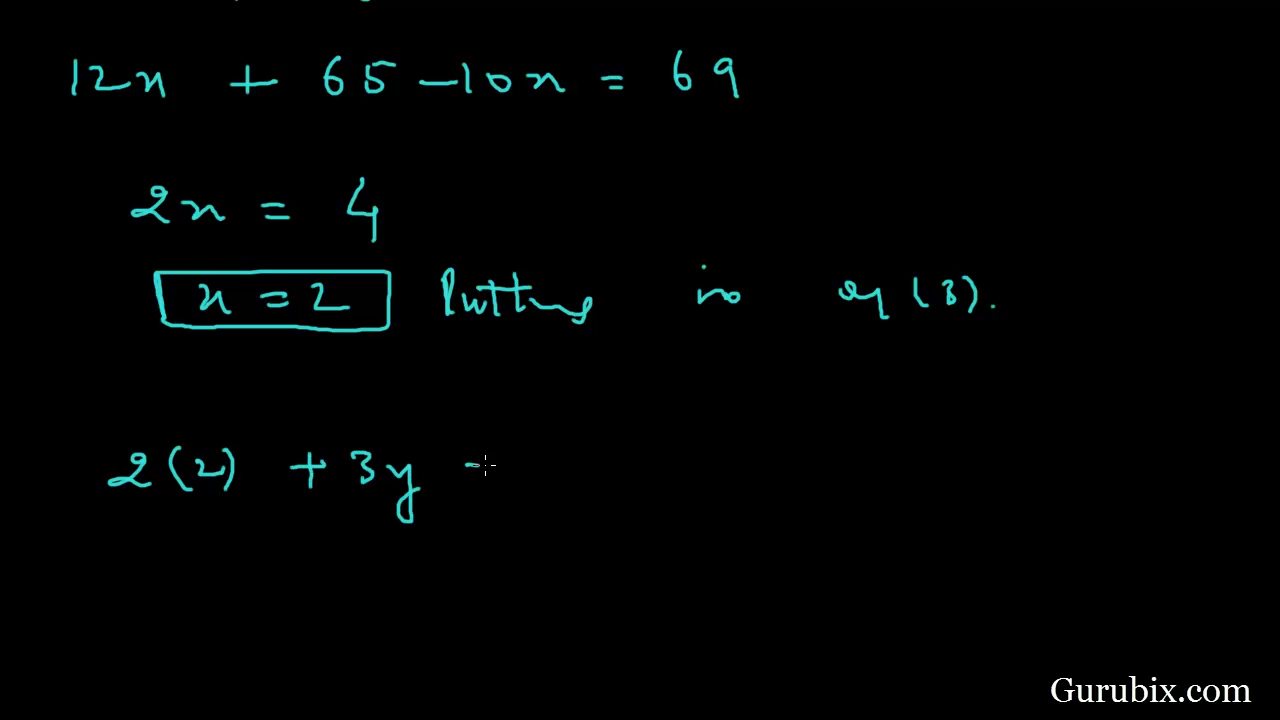 12x + 65 - 10x = 69
2x = 4
x = 2 Putting in eq (3).
2(2) + 3y -
Gurubix.com